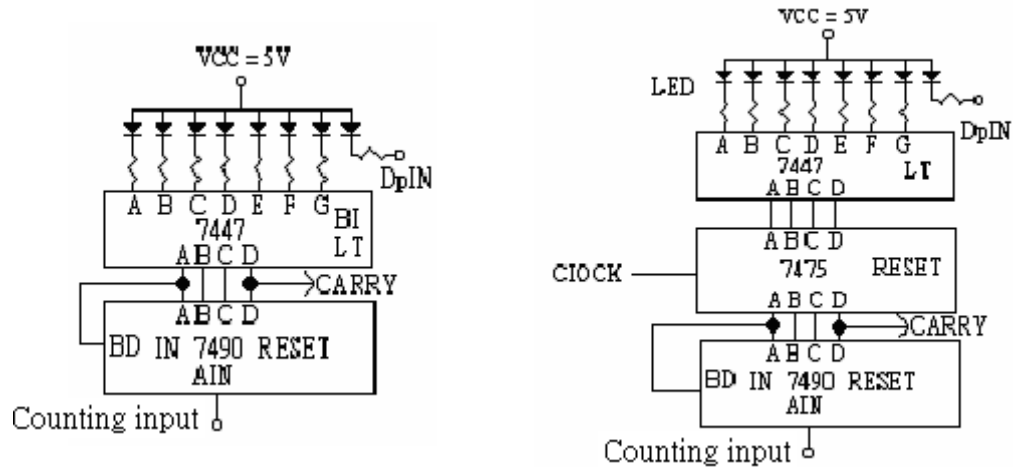 VCC = 5V
DpIN
A B C D E F G
BI
7447
LT
A B C D
CARRY
A B C D
BD IN 7490 RESET
AIN
Counting input
VCC = 5V
LED
DpIN
A B C D E F G
7447
LT
A B C D
A B C D
CIOCK
7475
RESET
A B C D
CARRY
A B C D
BD IN 7490 RESET
AIN
Counting input